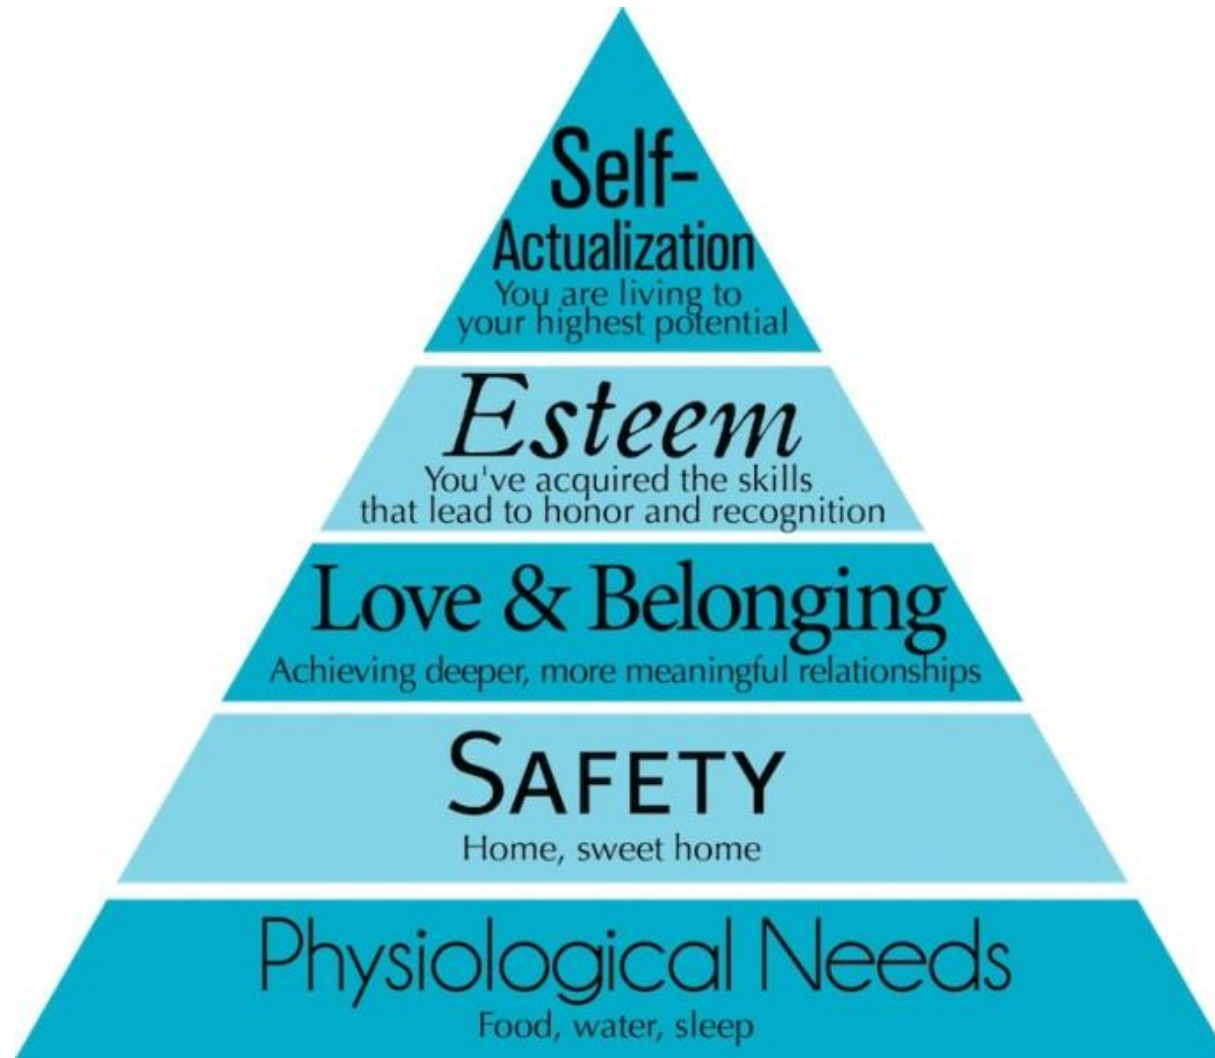 Self-
Actualization
You are living to
your highest potential
Esteem
You've acquired the skills
that lead to honor and recognition
Love & Belonging
Achieving deeper, more meaningful relationships
SAFETY
Home, sweet home
Physiological Needs
Food, water, sleep